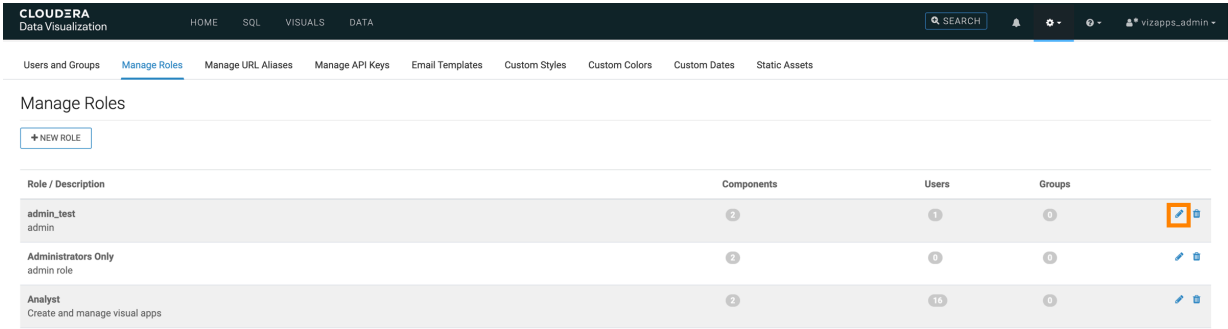 CLOUDERA
Data Visualization
HOME SQL VISUALS DATA SEARCH vizapps_admin
Users and Groups Manage Roles Manage URL Aliases Manage API Keys Email Templates Custom Styles Custom Colors Custom Dates Static Assets
Manage Roles
+ NEW ROLE
Role / Description Components Users Groups
admin_test 2 1 0
admin
Administrators Only 2 0 0
admin role
Analyst 2 16 0
Create and manage visual apps